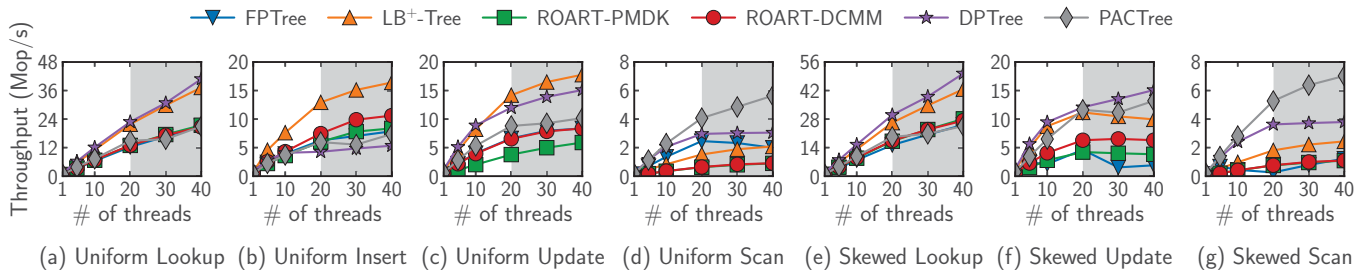 FPTree LB⁺-Tree ROART-PMDK ROART-DCMM DPTree PACTree
Throughput (Mop/s)
48 20 20 8 56 20 8
36 15 15 6 42 15 6
24 10 10 4 28 10 4
12 5 5 2 14 5 2
0 0 0 0 0 0 0
1 10 20 30 40 1 10 20 30 40 1 10 20 30 40 1 10 20 30 40 1 10 20 30 40 1 10 20 30 40 1 10 20 30 40
# of threads # of threads # of threads # of threads # of threads # of threads # of threads
(a) Uniform Lookup (b) Uniform Insert (c) Uniform Update (d) Uniform Scan (e) Skewed Lookup (f) Skewed Update (g) Skewed Scan